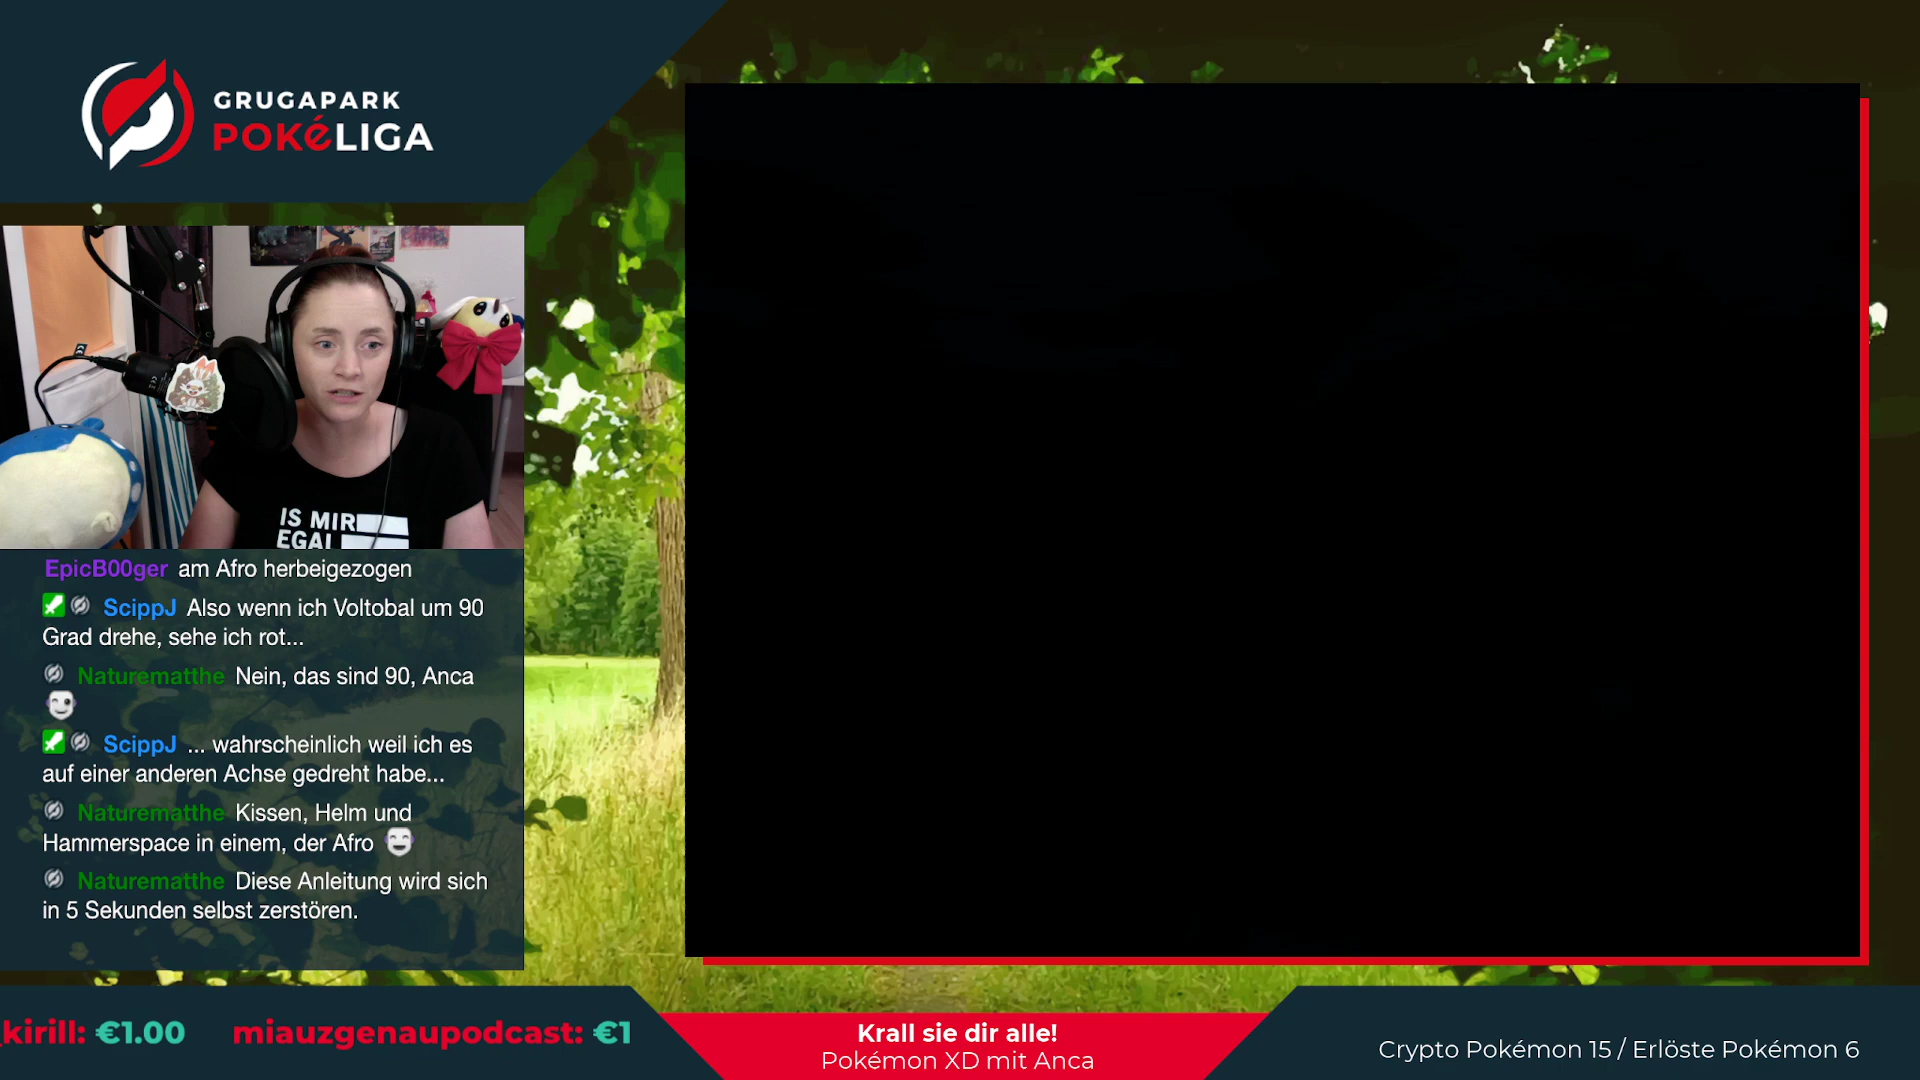 GRUGAPARK
POKéLIGA
IS MIR
EGAL
EpicB00ger am Afro herbeigezogen
ScippJ Also wenn ich Voltobal um 90
Grad drehe, sehe ich rot...
Naturematthe Nein, das sind 90, Anca
ScippJ ... wahrscheinlich weil ich es
auf einer anderen Achse gedreht habe...
Naturematthe Kissen, Helm und
Hammerspace in einem, der Afro
Naturematthe Diese Anleitung wird sich
in 5 Sekunden selbst zerstören.
kirill: €1.00 miauzgenaupodcast: €1
Krall sie dir alle!
Pokémon XD mit Anca
Crypto Pokémon 15 / Erlöste Pokémon 6